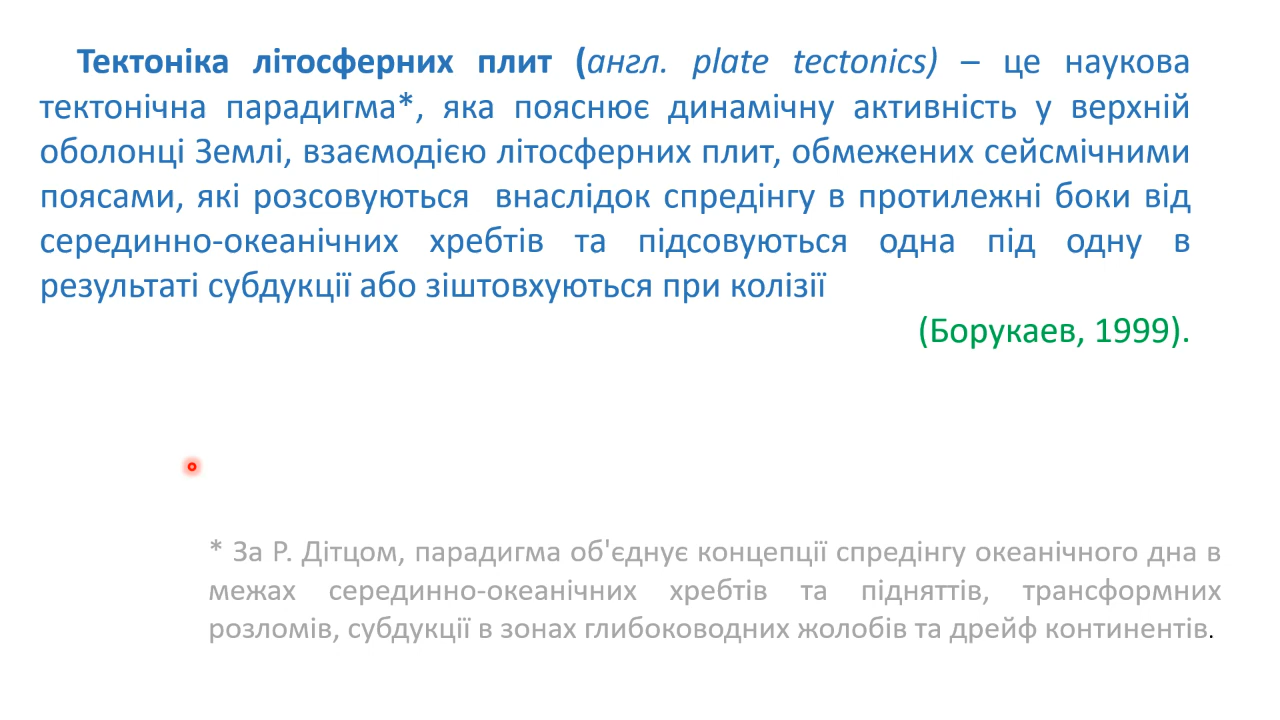 Тектоніка літосферних плит (англ. plate tectonics) – це наукова
тектонічна парадигма*, яка пояснює динамічну активність у верхній
оболонці Землі, взаємодією літосферних плит, обмежених сейсмічними
поясами, які розсовуються внаслідок спредінгу в протилежні боки від
серединно-океанічних хребтів та підсовуються одна під одну в
результаті субдукції або зіштовхуються при колізії
(Борукаев, 1999).
* За Р. Дітцом, парадигма об'єднує концепції спредінгу океанічного дна в
межах серединно-океанічних хребтів та підняттів, трансформних
розломів, субдукції в зонах глибоководних жолобів та дрейф континентів.